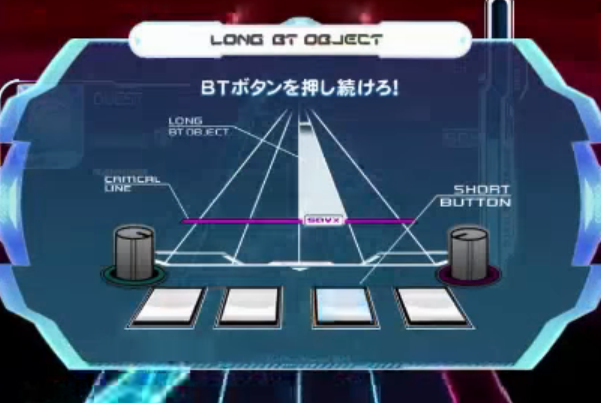 LONG BT OBJECT
BTボタンを押し続けろ!
LONG
BT OBJECT
CRITICAL
LINE
SHORT
BUTTON
SDVX